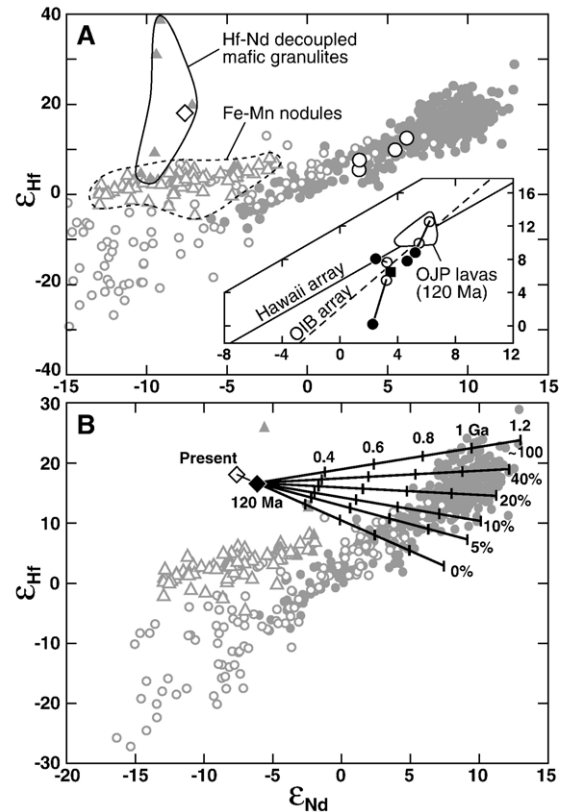 A
Hf-Nd decoupled
mafic granulites
Fe-Mn nodules
40
20
0
-20
-40
εHf
16
12
8
4
0
Hawaii array
OIB array
OJP lavas
(120 Ma)
-8 -4 0 4 8 12
-15 -10 -5 0 5 10 15
B
30
20
10
0
-10
-20
-30
εHf
Present
120 Ma
0.4 0.6 0.8 1 Ga 1.2
~100
40%
20%
10%
5%
0%
-20 -15 -10 -5 0 5 10 15
εNd